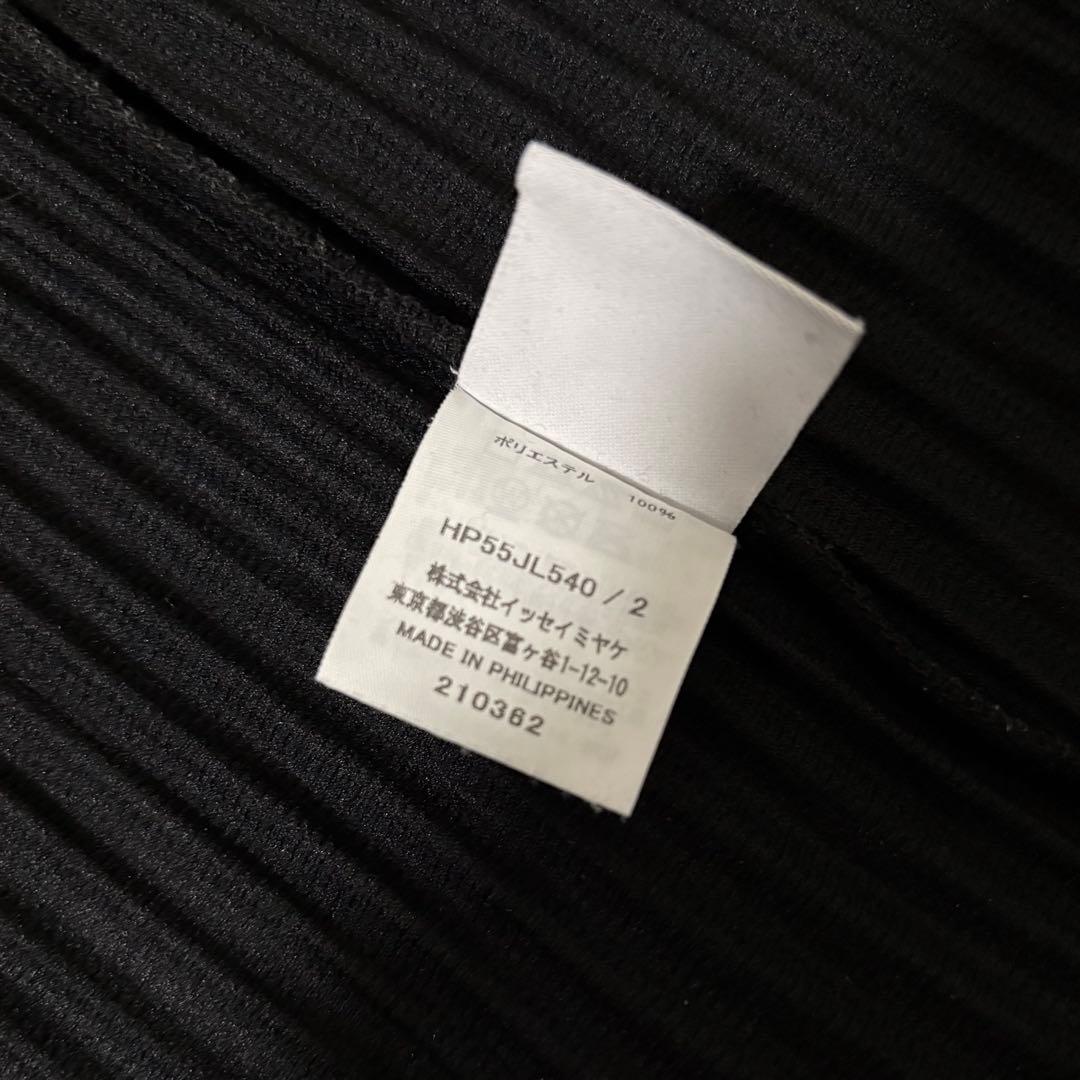 ポリエステル 100%
HP55JL540 / 2
株式会社イッセイミヤケ
東京都渋谷区富ヶ谷1-12-10
MADE IN PHILIPPINES
210362